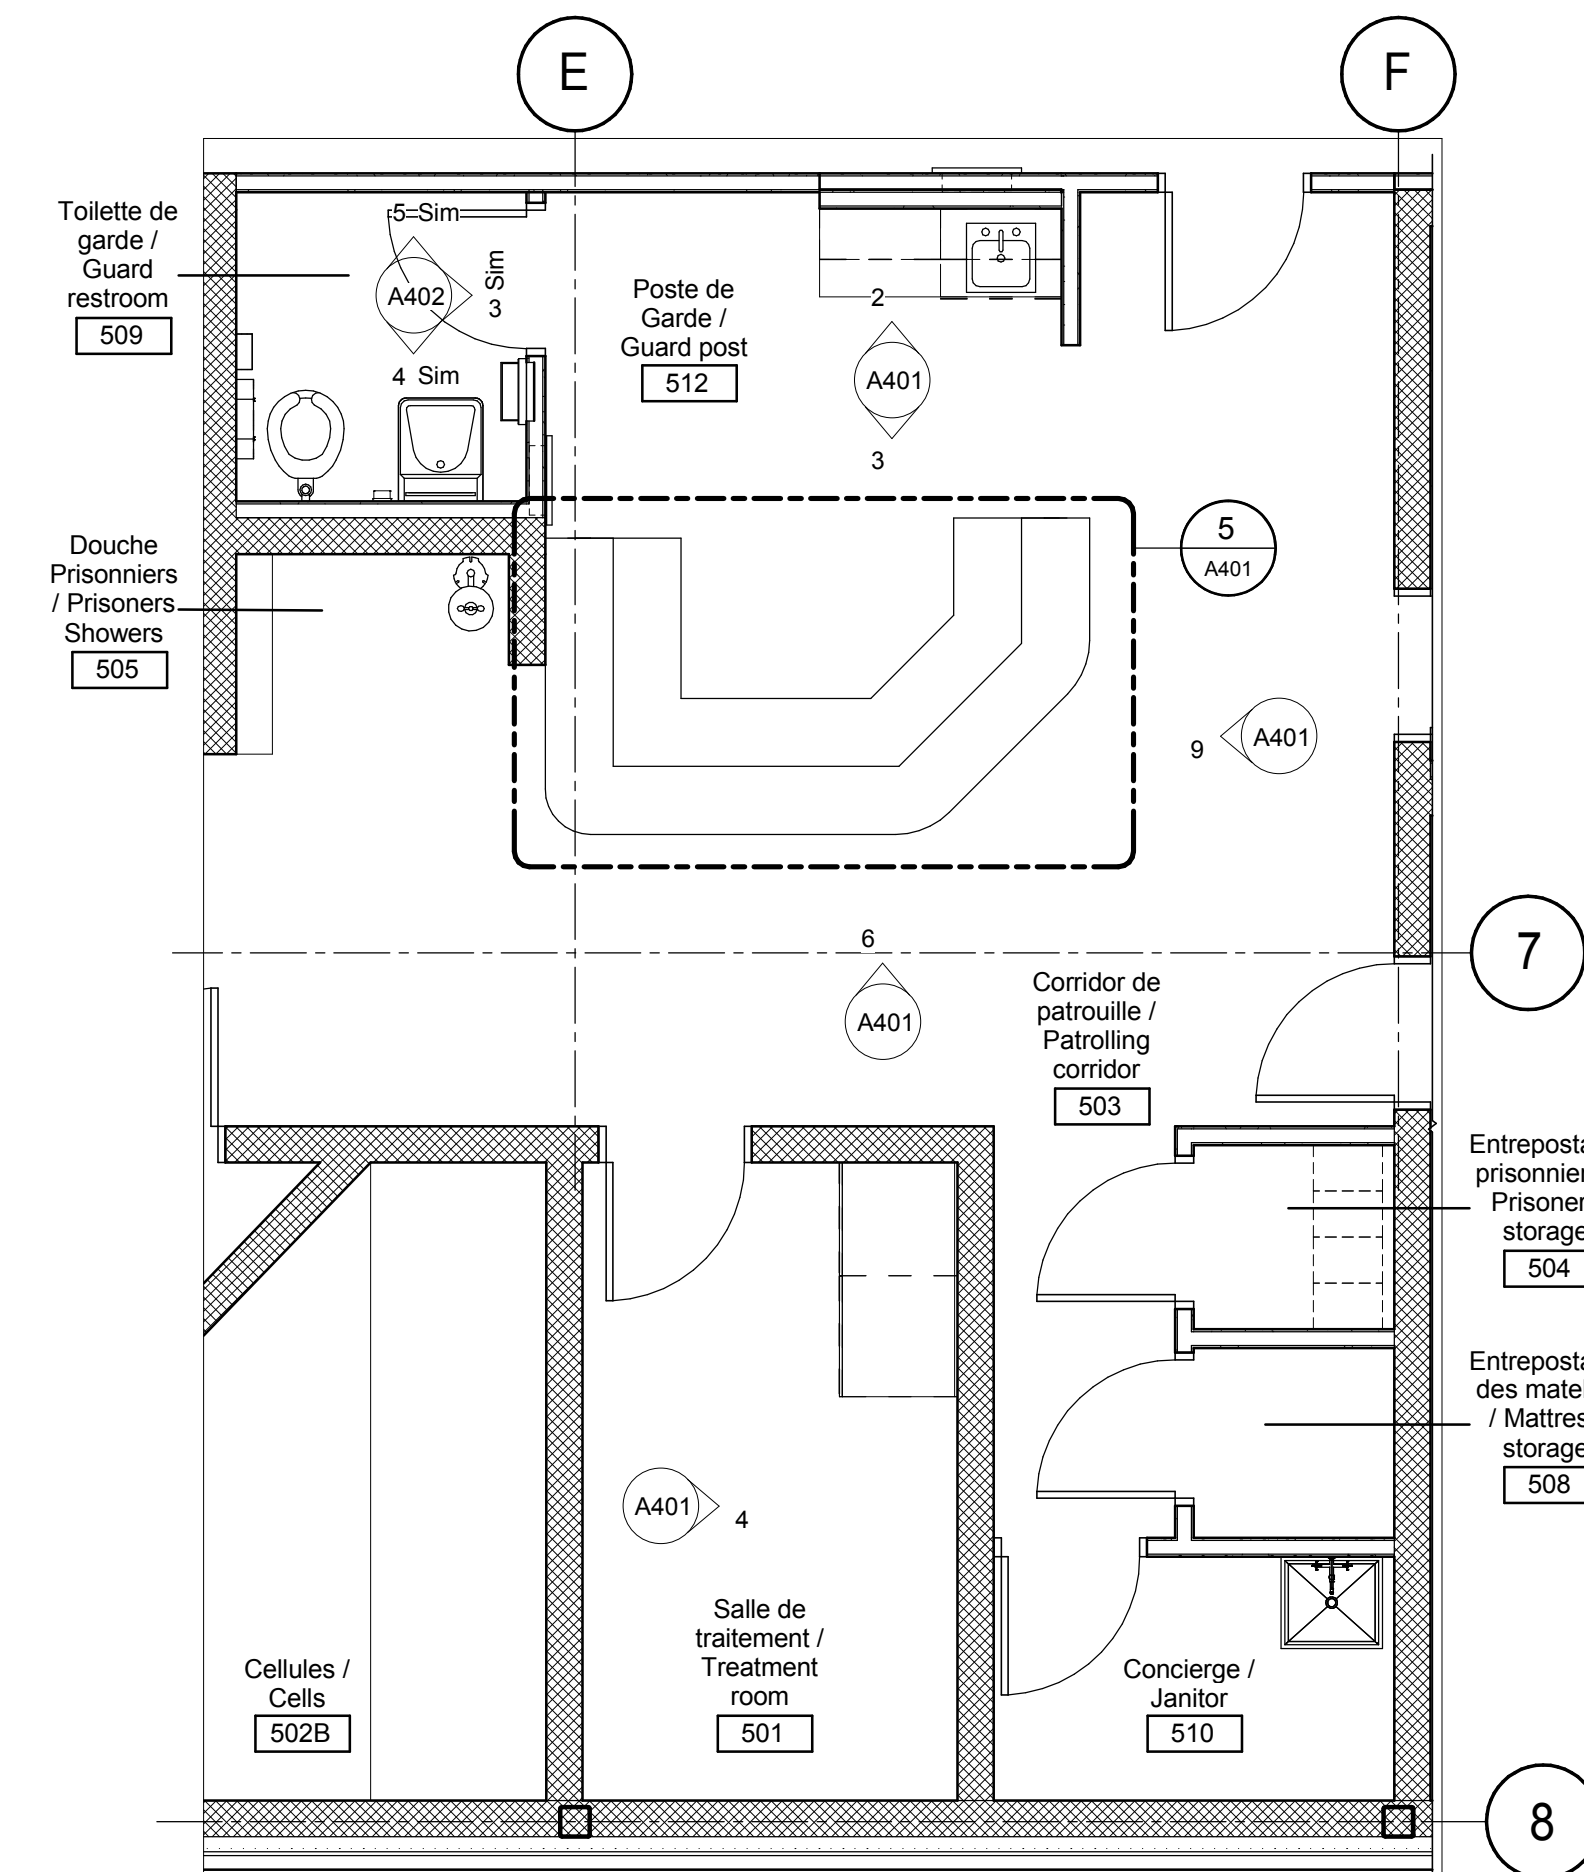 E
F
Toilette de
garde /
Guard
restroom
509
5 Sim
A402
Sim
3
4 Sim
Poste de
Garde /
Guard post
512
2
A401
3
Douche
Prisonniers
/ Prisoners
Showers
505
5
A401
9
A401
6
A401
7
Corridor de
patrouille /
Patrolling
corridor
503
Entreposta
prisonnier
Prisoner
storage
504
Entreposta
des matel
/ Mattres
storage
508
A401
4
Cellules /
Cells
502B
Salle de
traitement /
Treatment
room
501
Concierge /
Janitor
510
8